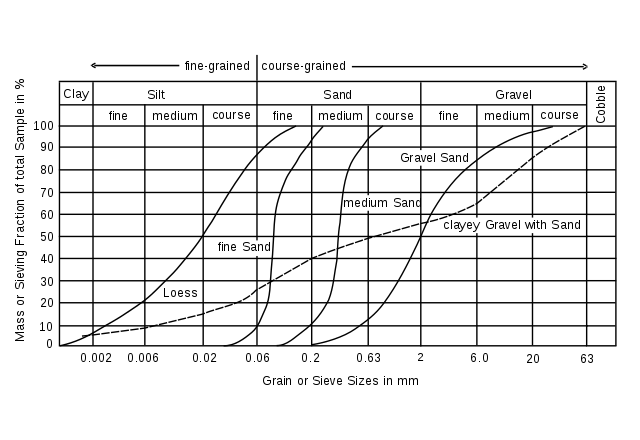 fine-grained course-grained
Clay Silt Sand Gravel Cobble
fine medium course fine medium course fine medium course
Mass or Sieving Fraction of total Sample in %
100
90
Gravel Sand
80
70
medium Sand
60
clayey Gravel with Sand
50
fine Sand
40
30
Loess
20
10
0
0.002 0.006 0.02 0.06 0.2 0.63 2 6.0 20 63
Grain or Sieve Sizes in mm